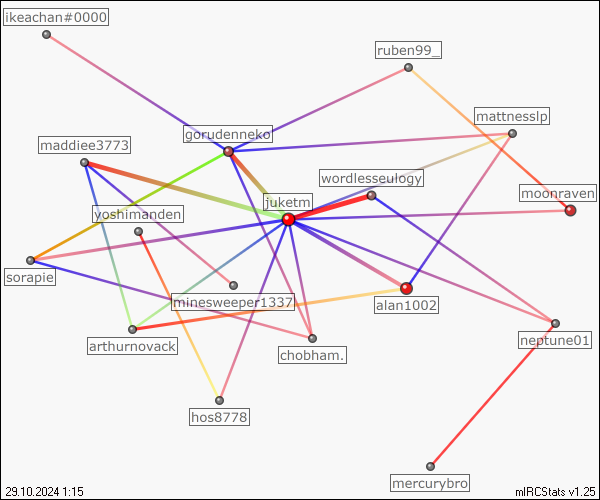 ikeachan#0000
ruben99_
mattnesslp
gorudenneko
maddiee3773
wordlesseulogy
moonraven
juketm
yoshimanden
sorapie
minesweeper1337
alan1002
neptune01
arthurnovack
chobham.
hos8778
mercurybro
29.10.2024 1:15
mIRCStats v1.25